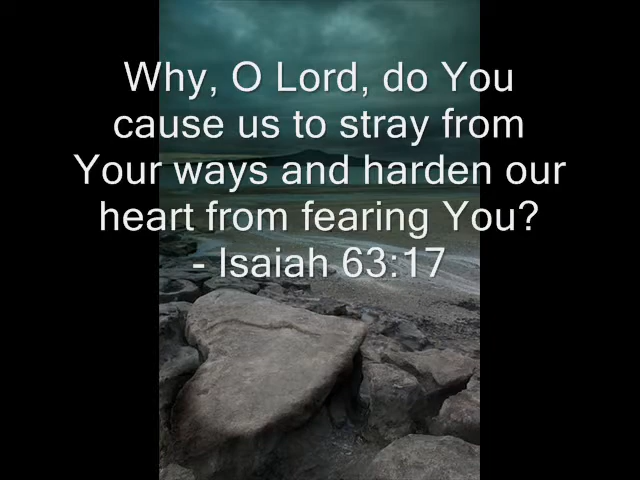 Why, O Lord, do You
cause us to stray from
Your ways and harden our
heart from fearing You?
- Isaiah 63:17